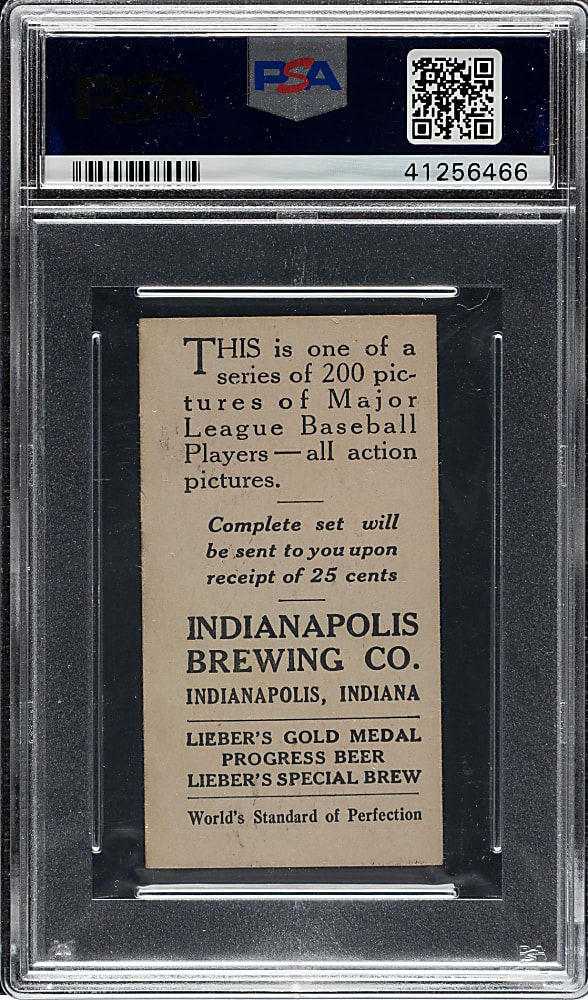 PSA
41256466
THIS is one of a
series of 200 pic-
tures of Major
League Baseball
Players — all action
pictures.
Complete set will
be sent to you upon
receipt of 25 cents
INDIANAPOLIS
BREWING CO.
INDIANAPOLIS, INDIANA
LIEBER'S GOLD MEDAL
PROGRESS BEER
LIEBER'S SPECIAL BREW
World's Standard of Perfection
PSA